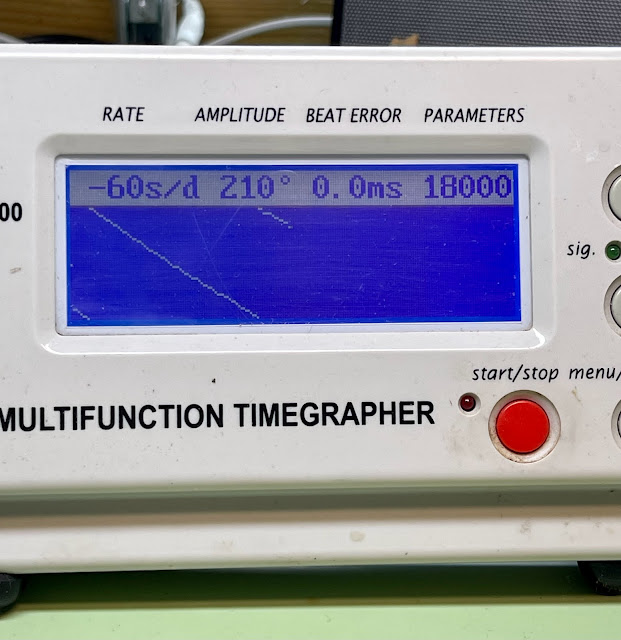 RATE AMPLITUDE BEAT ERROR PARAMETERS
-60s/d 210° 0.0ms 18000
00
sig.
start/stop menu/
MULTIFUNCTION TIMEGRAPHER